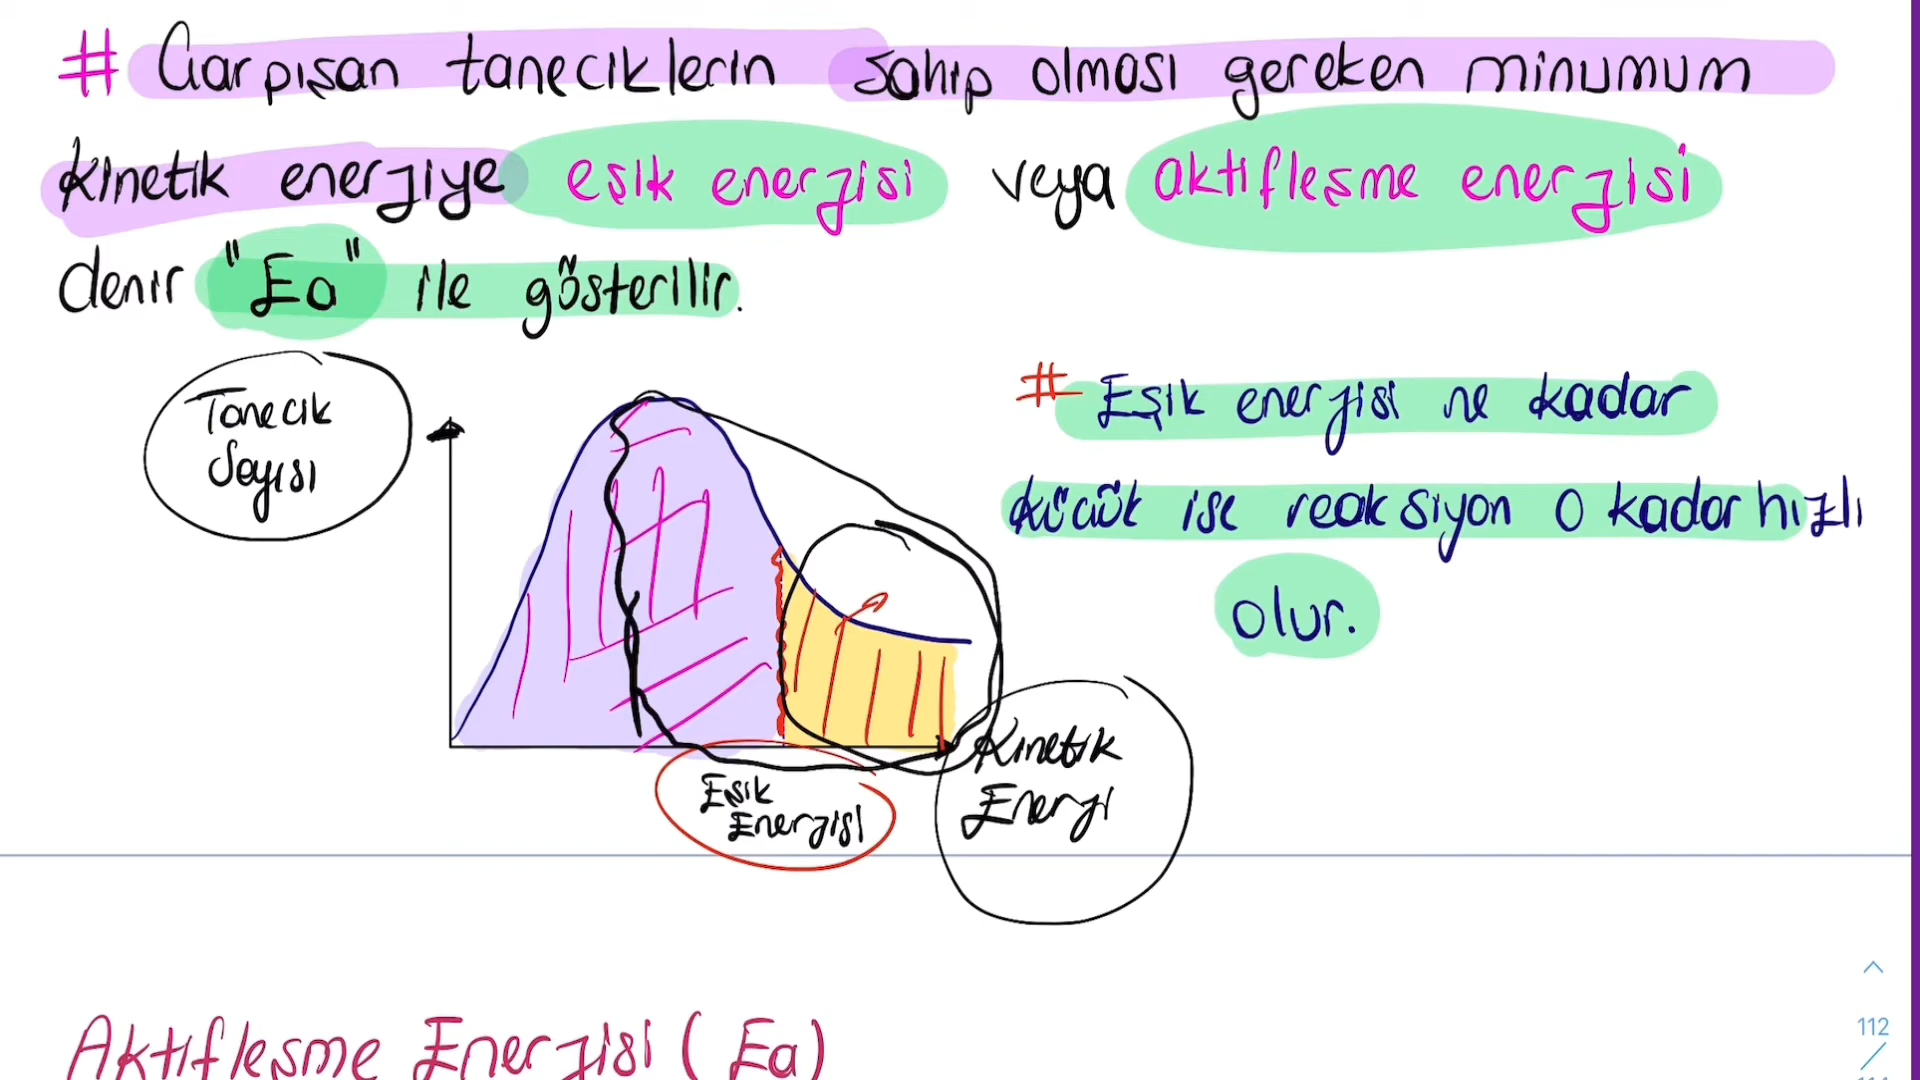 # Çarpışan taneciklerin sahip olması gereken minumum
kinetik enerjiye eşik enerjisi veya aktifleşme enerjisi
denir "Ea" ile gösterilir.
Tanecik
Sayısı
# Eşik enerjisi ne kadar
küçük ise reaksiyon o kadar hızlı
olur.
Eşik
Enerjisi
Kinetik
Enerji
Aktifleşme Enerjisi (Ea)
112
/